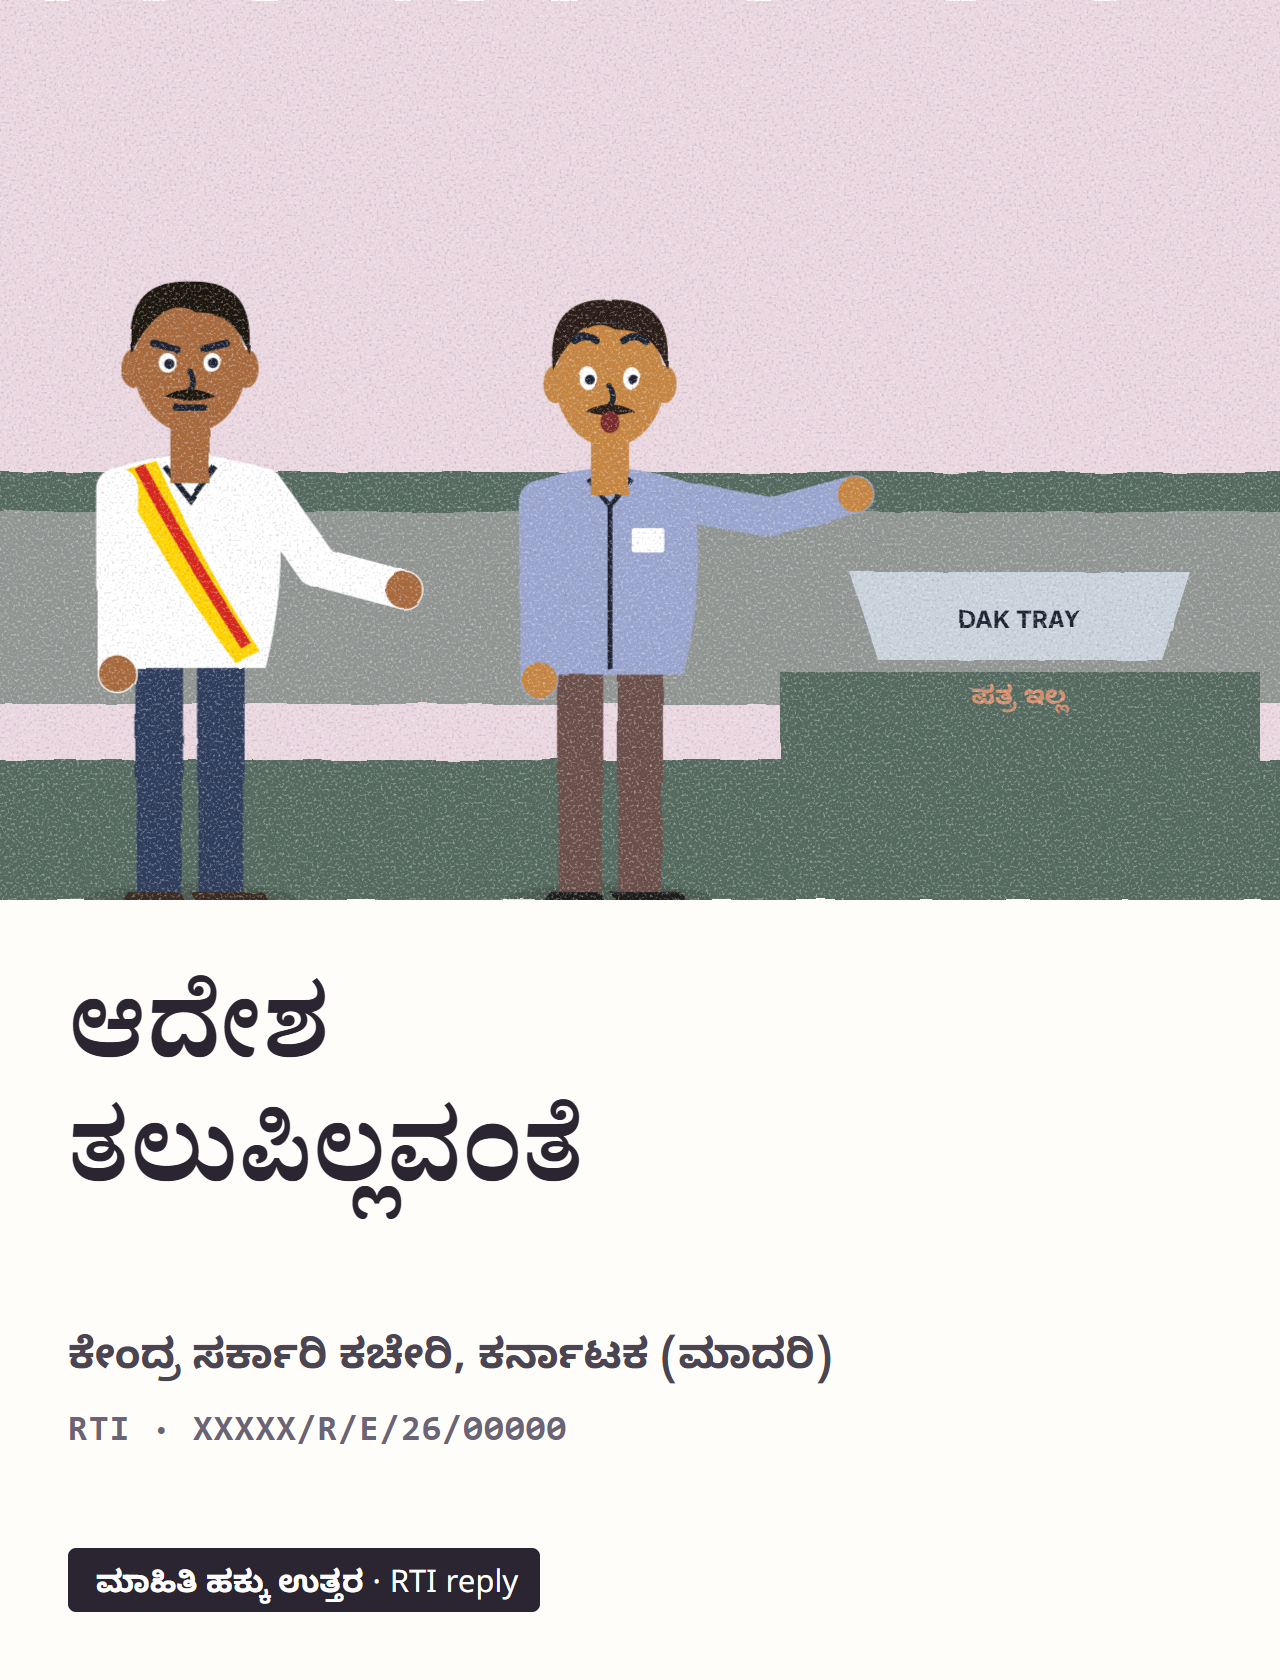 DAK TRAY
ಪತ್ರ ಇಲ್ಲ
ಆದೇಶ
ತಲುಪಿಲ್ಲವಂತೆ
ಕೇಂದ್ರ ಸರ್ಕಾರಿ ಕಚೇರಿ, ಕರ್ನಾಟಕ (ಮಾದರಿ)
RTI · XXXXX/R/E/26/00000
ಮಾಹಿತಿ ಹಕ್ಕು ಉತ್ತರ · RTI reply